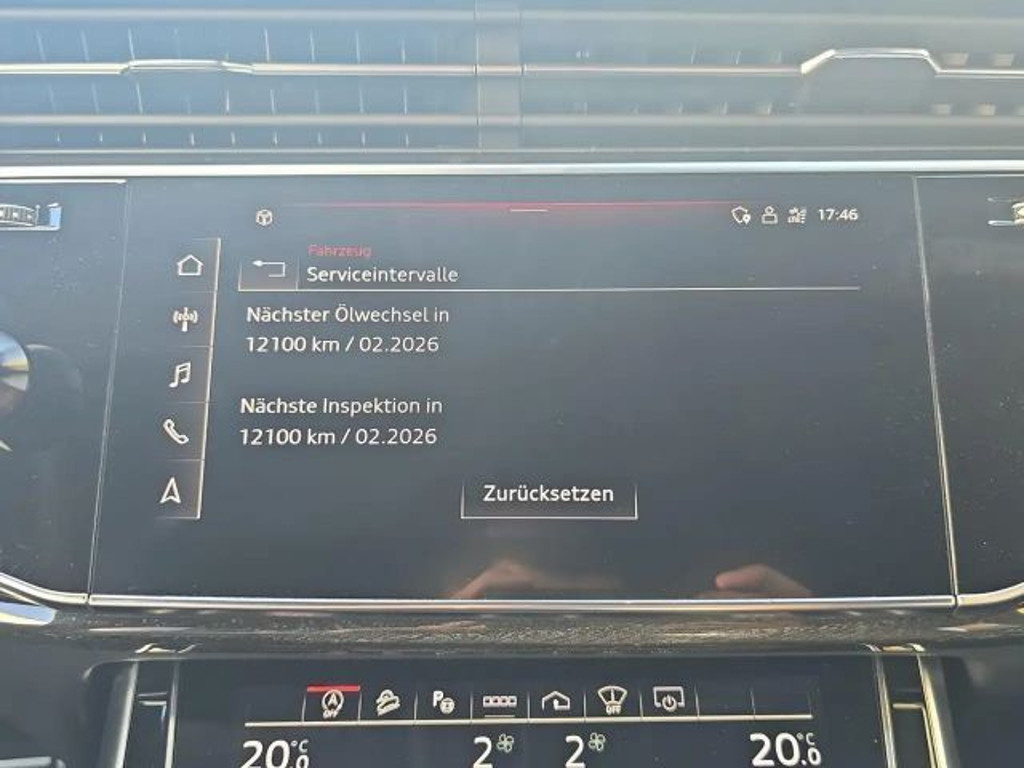 17:46
Fahrzeug
Serviceintervalle
Nächster Ölwechsel in
12100 km / 02.2026
Nächste Inspektion in
12100 km / 02.2026
Zurücksetzen
A
OFF
P
OFF
20.0 °C
2
2
20.0 °C